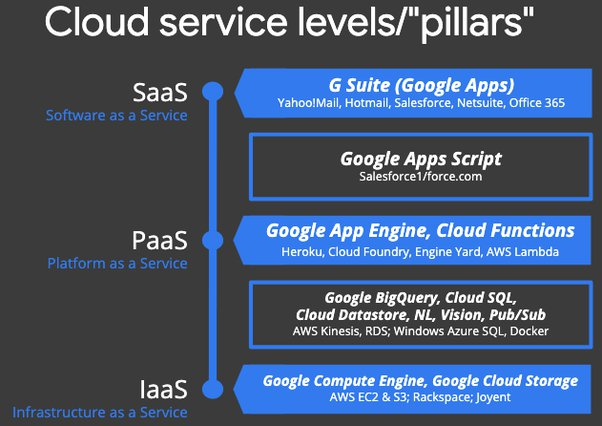 Cloud service levels/"pillars"
SaaS
Software as a Service
G Suite (Google Apps)
Yahoo!Mail, Hotmail, Salesforce, Netsuite, Office 365
Google Apps Script
Salesforce1/force.com
PaaS
Platform as a Service
Google App Engine, Cloud Functions
Heroku, Cloud Foundry, Engine Yard, AWS Lambda
Google BigQuery, Cloud SQL,
Cloud Datastore, NL, Vision, Pub/Sub
AWS Kinesis, RDS; Windows Azure SQL, Docker
IaaS
Infrastructure as a Service
Google Compute Engine, Google Cloud Storage
AWS EC2 & S3; Rackspace; Joyent